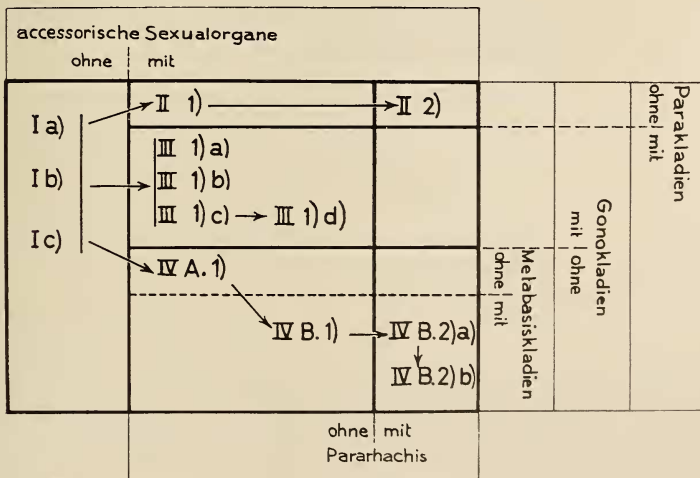 accessorische Sexualorgane
ohne mit
I a)
I b)
I c)
II 1)
II 2)
III 1) a)
III 1) b)
III 1) c)
III 1) d)
IV A. 1)
IV B. 1)
IV B. 2) a)
IV B. 2) b)
ohne mit
Pararhachis
ohne mit
Metabasiskladien
mit ohne
Gonokladien
ohne mit
Parakladien